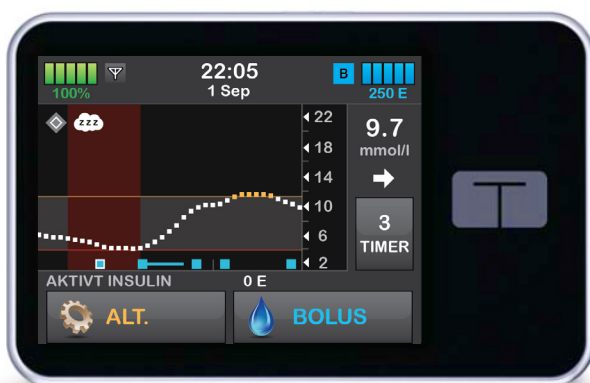 22:05
1 Sep
100%
B
250 E
zzz
22
18
14
10
6
2
9.7
mmol/l
3
TIMER
AKTIVT INSULIN 0 E
ALT.
BOLUS
T